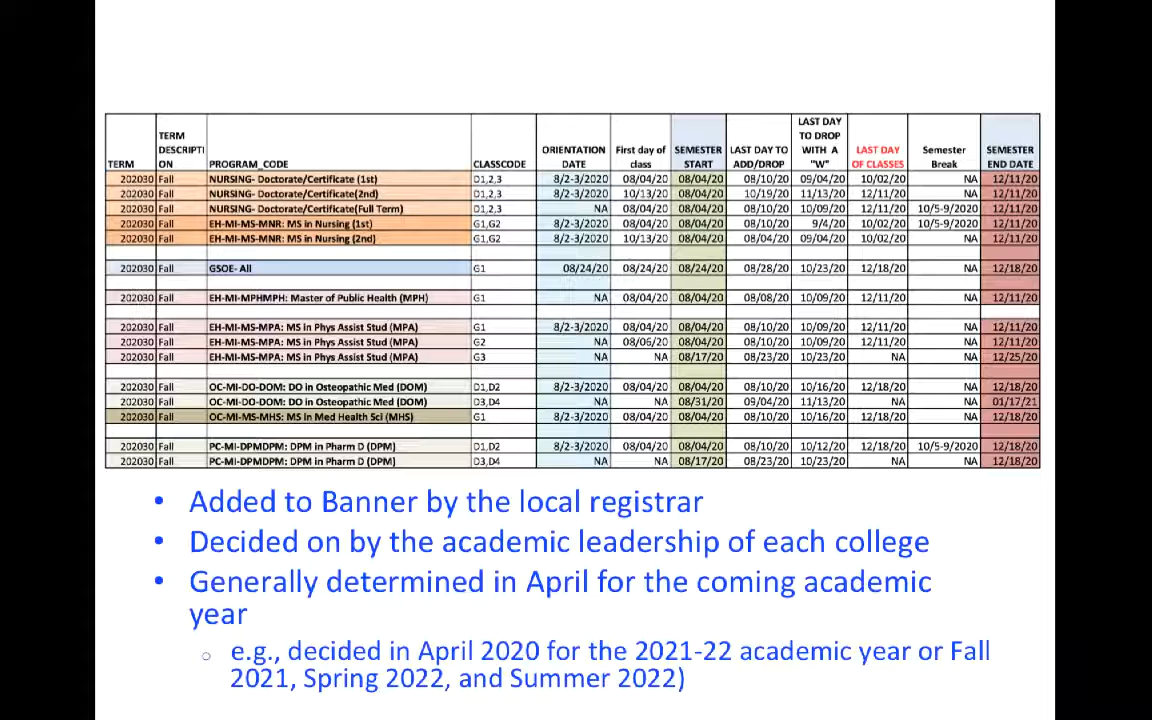 TERM TERM DESCRIPTI ON PROGRAM_CODE CLASSCODE ORIENTATION DATE First day of class SEMESTER START LAST DAY TO ADD/DROP LAST DAY TO DROP WITH A "W" LAST DAY OF CLASSES Semester Break SEMESTER END DATE
202030 Fall NURSING- Doctorate/Certificate (1st) D1,2,3 8/2-3/2020 08/04/20 08/04/20 08/10/20 09/04/20 10/02/20 NA 12/11/20
202030 Fall NURSING- Doctorate/Certificate(2nd) D1,2,3 8/2-3/2020 10/13/20 08/04/20 10/19/20 11/13/20 12/11/20 NA 12/11/20
202030 Fall NURSING- Doctorate/Certificate(Full Term) D1,2,3 NA 08/04/20 08/04/20 08/10/20 10/09/20 12/11/20 10/5-9/2020 12/11/20
202030 Fall EH-MI-MS-MNR: MS in Nursing (1st) G1,G2 8/2-3/2020 08/04/20 08/04/20 08/10/20 9/4/20 10/02/20 10/5-9/2020 12/11/20
202030 Fall EH-MI-MS-MNR: MS in Nursing (2nd) G1,G2 8/2-3/2020 10/13/20 08/04/20 08/04/20 09/04/20 10/02/20 NA 12/11/20
202030 Fall GSOE- All G1 08/24/20 08/24/20 08/24/20 08/28/20 10/23/20 12/18/20 NA 12/18/20
202030 Fall EH-MI-MPHMPH: Master of Public Health (MPH) G1 NA 08/04/20 08/04/20 08/08/20 10/09/20 12/11/20 NA 12/11/20
202030 Fall EH-MI-MS-MPA: MS in Phys Assist Stud (MPA) G1 8/2-3/2020 08/04/20 08/04/20 08/10/20 10/09/20 12/11/20 NA 12/11/20
202030 Fall EH-MI-MS-MPA: MS in Phys Assist Stud (MPA) G2 NA 08/06/20 08/04/20 08/10/20 10/09/20 12/11/20 NA 12/11/20
202030 Fall EH-MI-MS-MPA: MS in Phys Assist Stud (MPA) G3 NA NA 08/17/20 08/23/20 10/23/20 NA NA 12/25/20
202030 Fall OC-MI-DO-DOM: DO in Osteopathic Med (DOM) D1,D2 8/2-3/2020 08/04/20 08/04/20 08/10/20 10/16/20 12/18/20 NA 12/18/20
202030 Fall OC-MI-DO-DOM: DO in Osteopathic Med (DOM) D3,D4 NA NA 08/31/20 09/04/20 11/13/20 NA NA 01/17/21
202030 Fall OC-MI-MS-MHS: MS in Med Health Scl (MHS) G1 8/2-3/2020 08/04/20 08/04/20 08/10/20 10/16/20 12/18/20 NA 12/18/20
202030 Fall PC-MI-DPMDPM: DPM in Pharm D (DPM) D1,D2 8/2-3/2020 08/04/20 08/04/20 08/10/20 10/12/20 12/18/20 10/5-9/2020 12/18/20
202030 Fall PC-MI-DPMDPM: DPM in Pharm D (DPM) D3,D4 NA NA 08/17/20 08/23/20 10/23/20 NA NA 12/18/20
• Added to Banner by the local registrar
• Decided on by the academic leadership of each college
• Generally determined in April for the coming academic
year
o e.g., decided in April 2020 for the 2021-22 academic year or Fall
2021, Spring 2022, and Summer 2022)